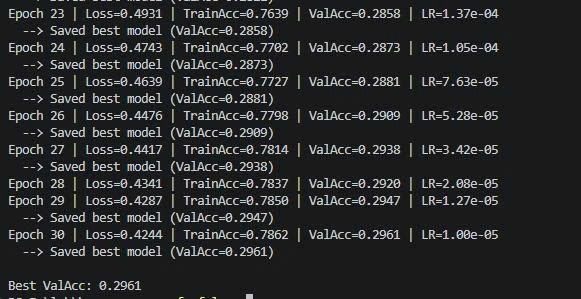 Epoch 23 | Loss=0.4931 | TrainAcc=0.7639 | ValAcc=0.2858 | LR=1.37e-04
--> Saved best model (ValAcc=0.2858)
Epoch 24 | Loss=0.4743 | TrainAcc=0.7702 | ValAcc=0.2873 | LR=1.05e-04
--> Saved best model (ValAcc=0.2873)
Epoch 25 | Loss=0.4639 | TrainAcc=0.7727 | ValAcc=0.2881 | LR=7.63e-05
--> Saved best model (ValAcc=0.2881)
Epoch 26 | Loss=0.4476 | TrainAcc=0.7798 | ValAcc=0.2909 | LR=5.28e-05
--> Saved best model (ValAcc=0.2909)
Epoch 27 | Loss=0.4417 | TrainAcc=0.7814 | ValAcc=0.2938 | LR=3.42e-05
--> Saved best model (ValAcc=0.2938)
Epoch 28 | Loss=0.4341 | TrainAcc=0.7837 | ValAcc=0.2920 | LR=2.08e-05
Epoch 29 | Loss=0.4287 | TrainAcc=0.7850 | ValAcc=0.2947 | LR=1.27e-05
--> Saved best model (ValAcc=0.2947)
Epoch 30 | Loss=0.4244 | TrainAcc=0.7862 | ValAcc=0.2961 | LR=1.00e-05
--> Saved best model (ValAcc=0.2961)
Best ValAcc: 0.2961